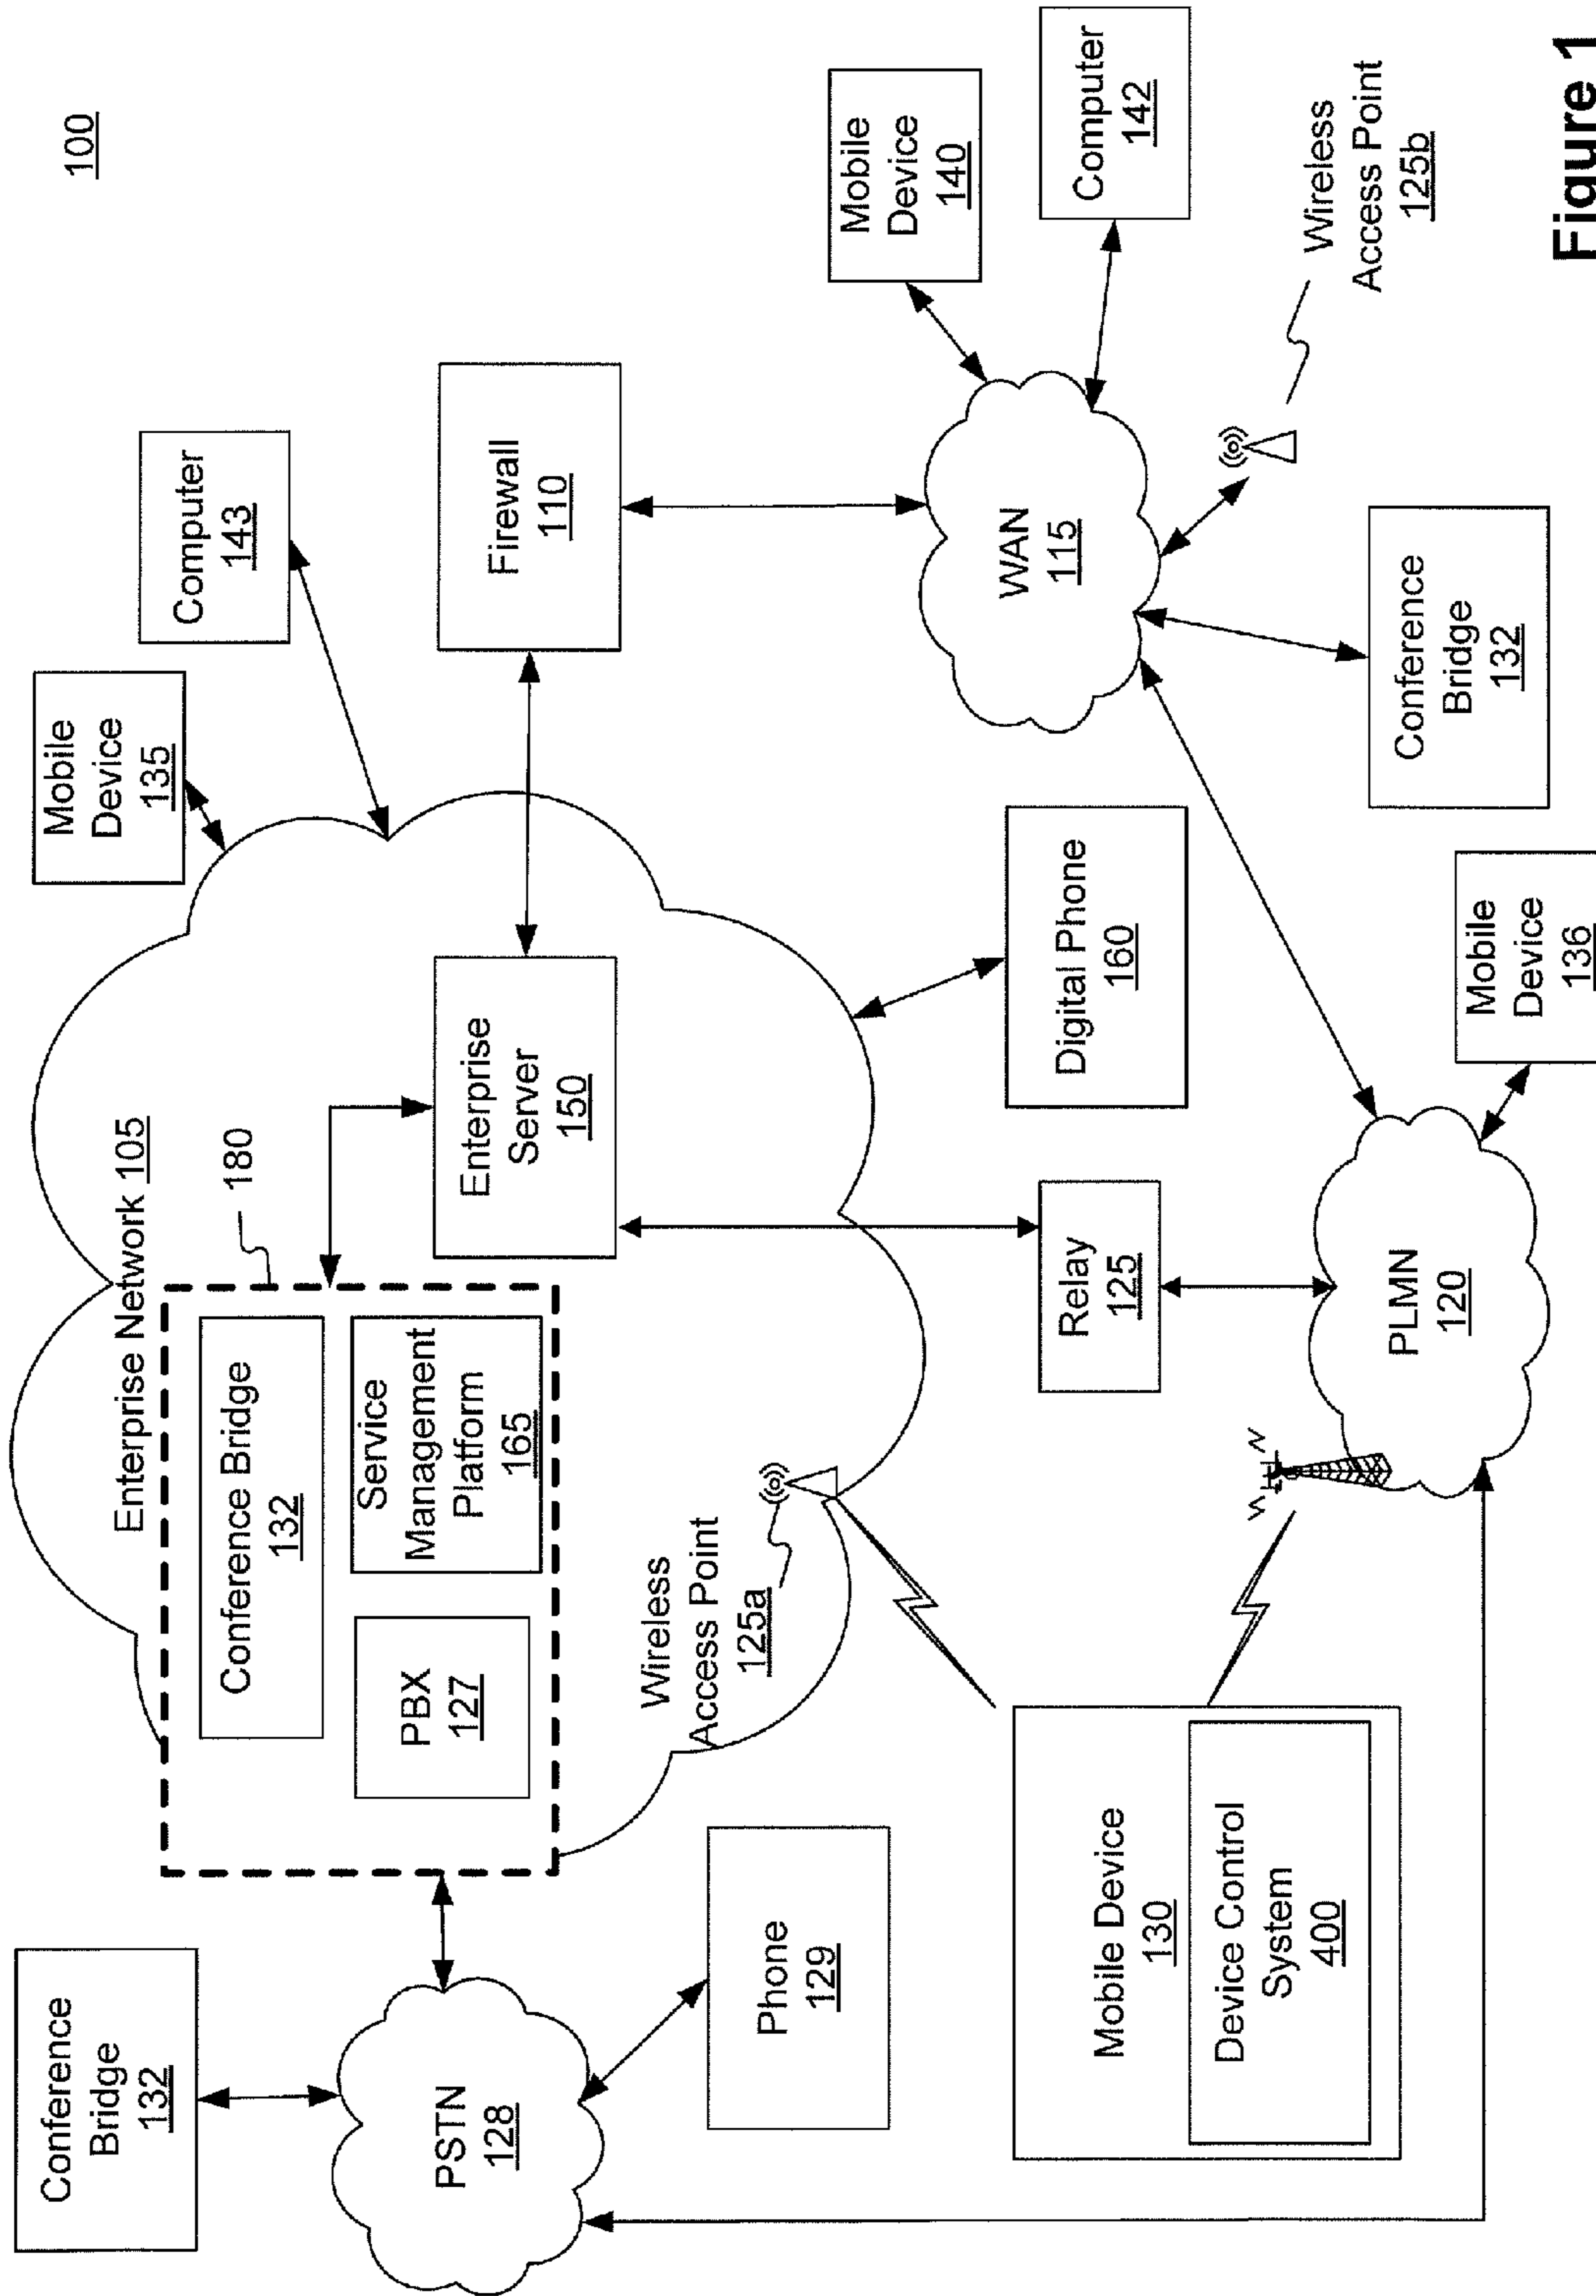 100
Conference
Bridge
132
Enterprise Network 105
180
Conference Bridge
132
Service
Management
Platform
165
PBX
127
Mobile
Device
135
Computer
143
Enterprise
Server
150
Firewall
110
PSTN
128
Phone
129
Wireless
Access Point
125a
Digital Phone
160
Relay
125
WAN
115
Mobile
Device
140
Computer
142
Wireless
Access Point
125b
Conference
Bridge
132
Mobile Device
130
Device Control
System
400
PLMN
120
Mobile
Device
136
Figure 1